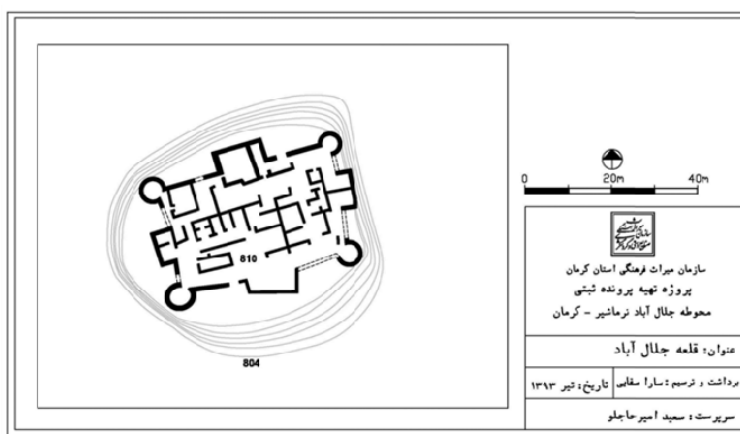 0 20m 40m
810
804
سازمان میراث فرهنگی استان کرمان
پروژه تهیه پرونده ثبتی
محوطه جلال آباد نرماشیر - کرمان
عنوان: قلعه جلال آباد
برداشت و ترسیم: سارا سقایی تاریخ: تیر ۱۳۹۳
سرپرست: سعید امیرحاجلو